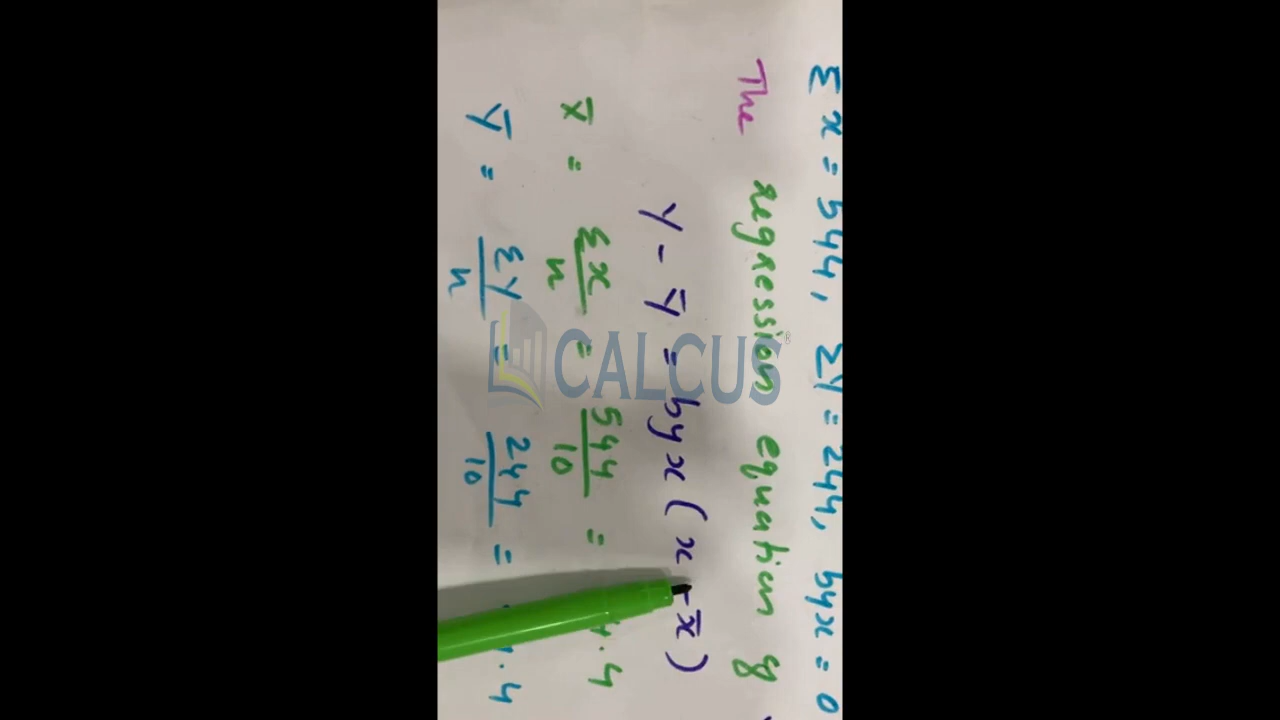 Σx = 544, ΣY = 244, byx = 0
The regression equation y
Y - Ȳ = byx (x - x̄)
X̄ = Σx/n = 544/10 = 4.4
Ȳ = ΣY/n = 244/10 = .4
CALCUS®